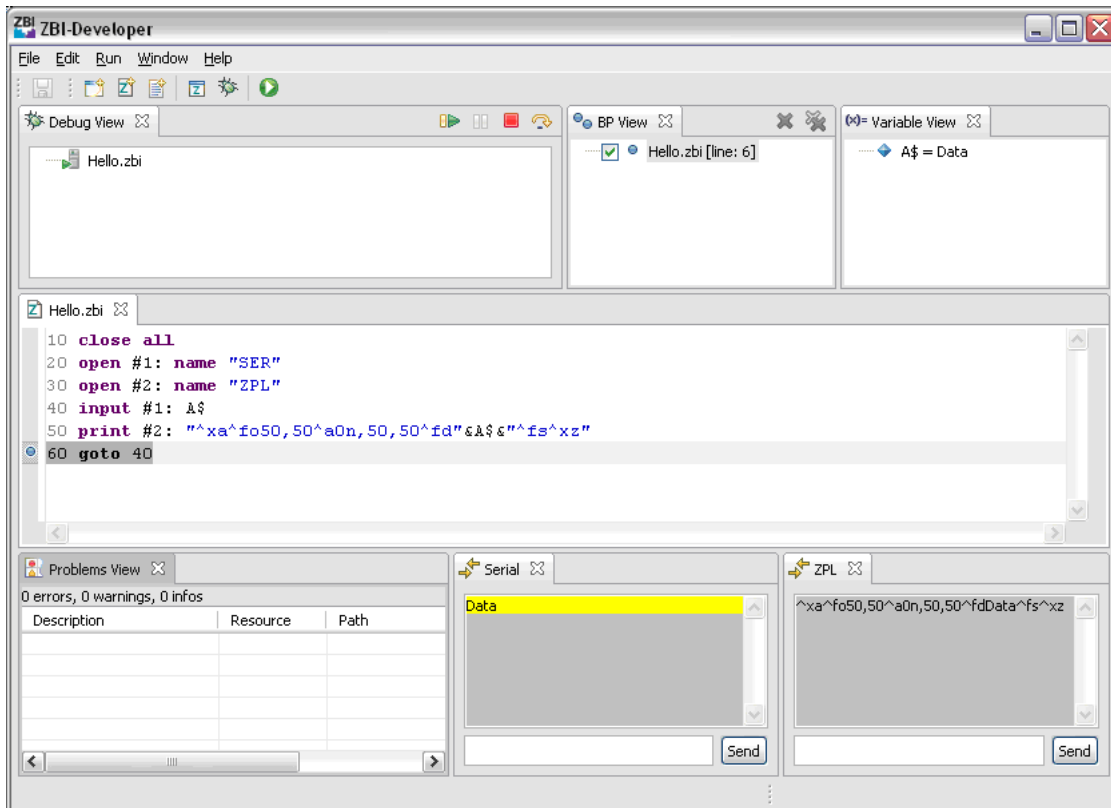 ZBI ZBI-Developer
File Edit Run Window Help
Debug View
Hello.zbi
BP View
Hello.zbi [line: 6]
(x)= Variable View
A$ = Data
Hello.zbi
10 close all
20 open #1: name "SER"
30 open #2: name "ZPL"
40 input #1: A$
50 print #2: "^xa^fo50,50^a0n,50,50^fd"&A$&"^fs^xz"
60 goto 40
Problems View
0 errors, 0 warnings, 0 infos
Description Resource Path
Serial
Data
Send
ZPL
^xa^fo50,50^a0n,50,50^fdData^fs^xz
Send